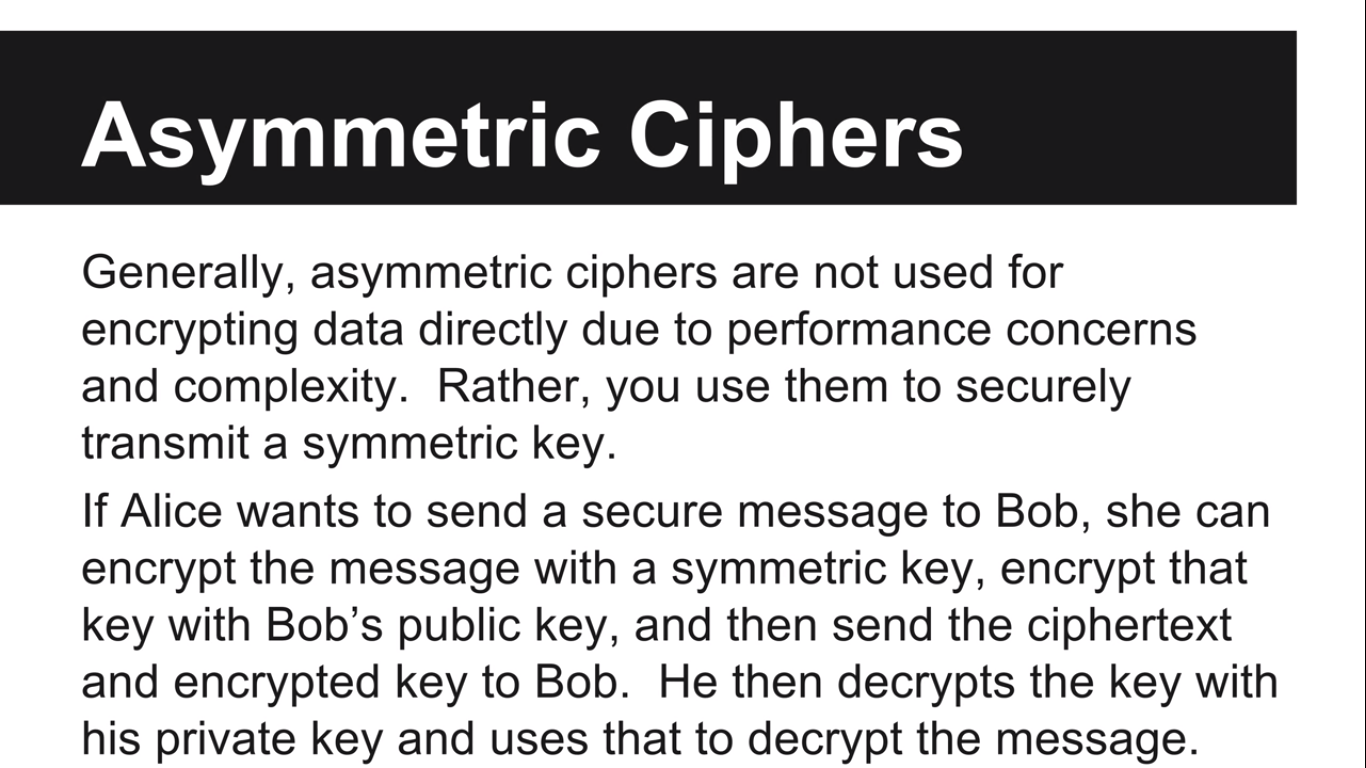 Asymmetric Ciphers
Generally, asymmetric ciphers are not used for
encrypting data directly due to performance concerns
and complexity.  Rather, you use them to securely
transmit a symmetric key.
If Alice wants to send a secure message to Bob, she can
encrypt the message with a symmetric key, encrypt that
key with Bob’s public key, and then send the ciphertext
and encrypted key to Bob.  He then decrypts the key with
his private key and uses that to decrypt the message.